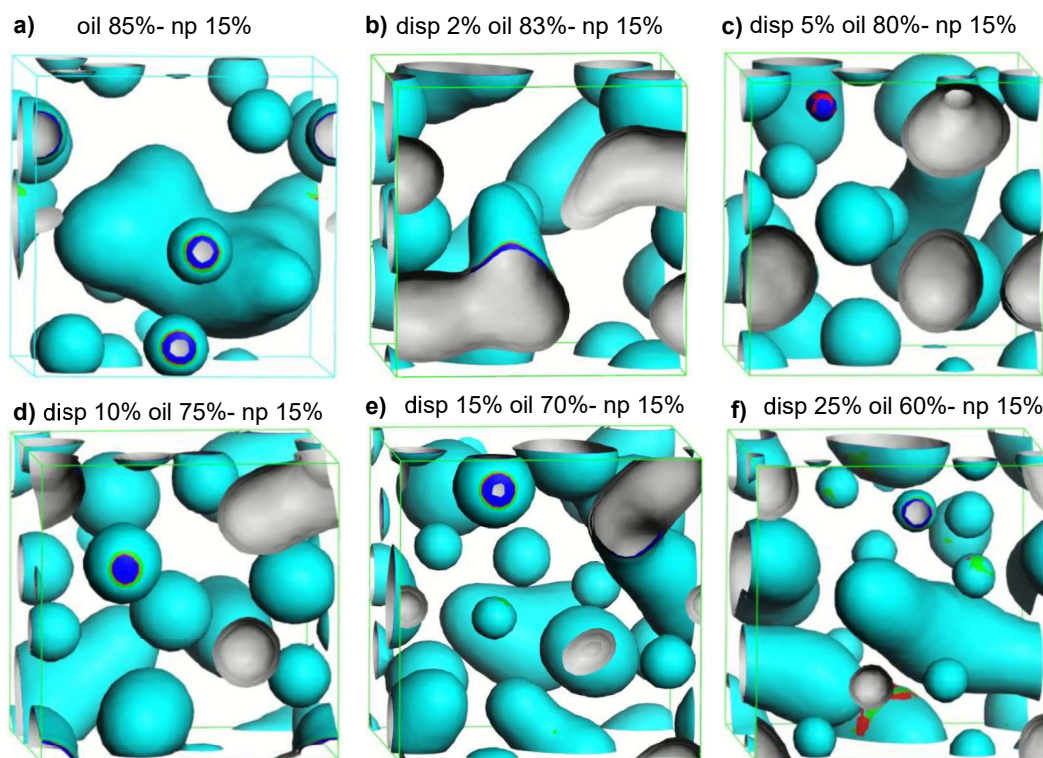 a) oil 85%- np 15%
b) disp 2% oil 83%- np 15%
c) disp 5% oil 80%- np 15%
d) disp 10% oil 75%- np 15%
e) disp 15% oil 70%- np 15%
f) disp 25% oil 60%- np 15%